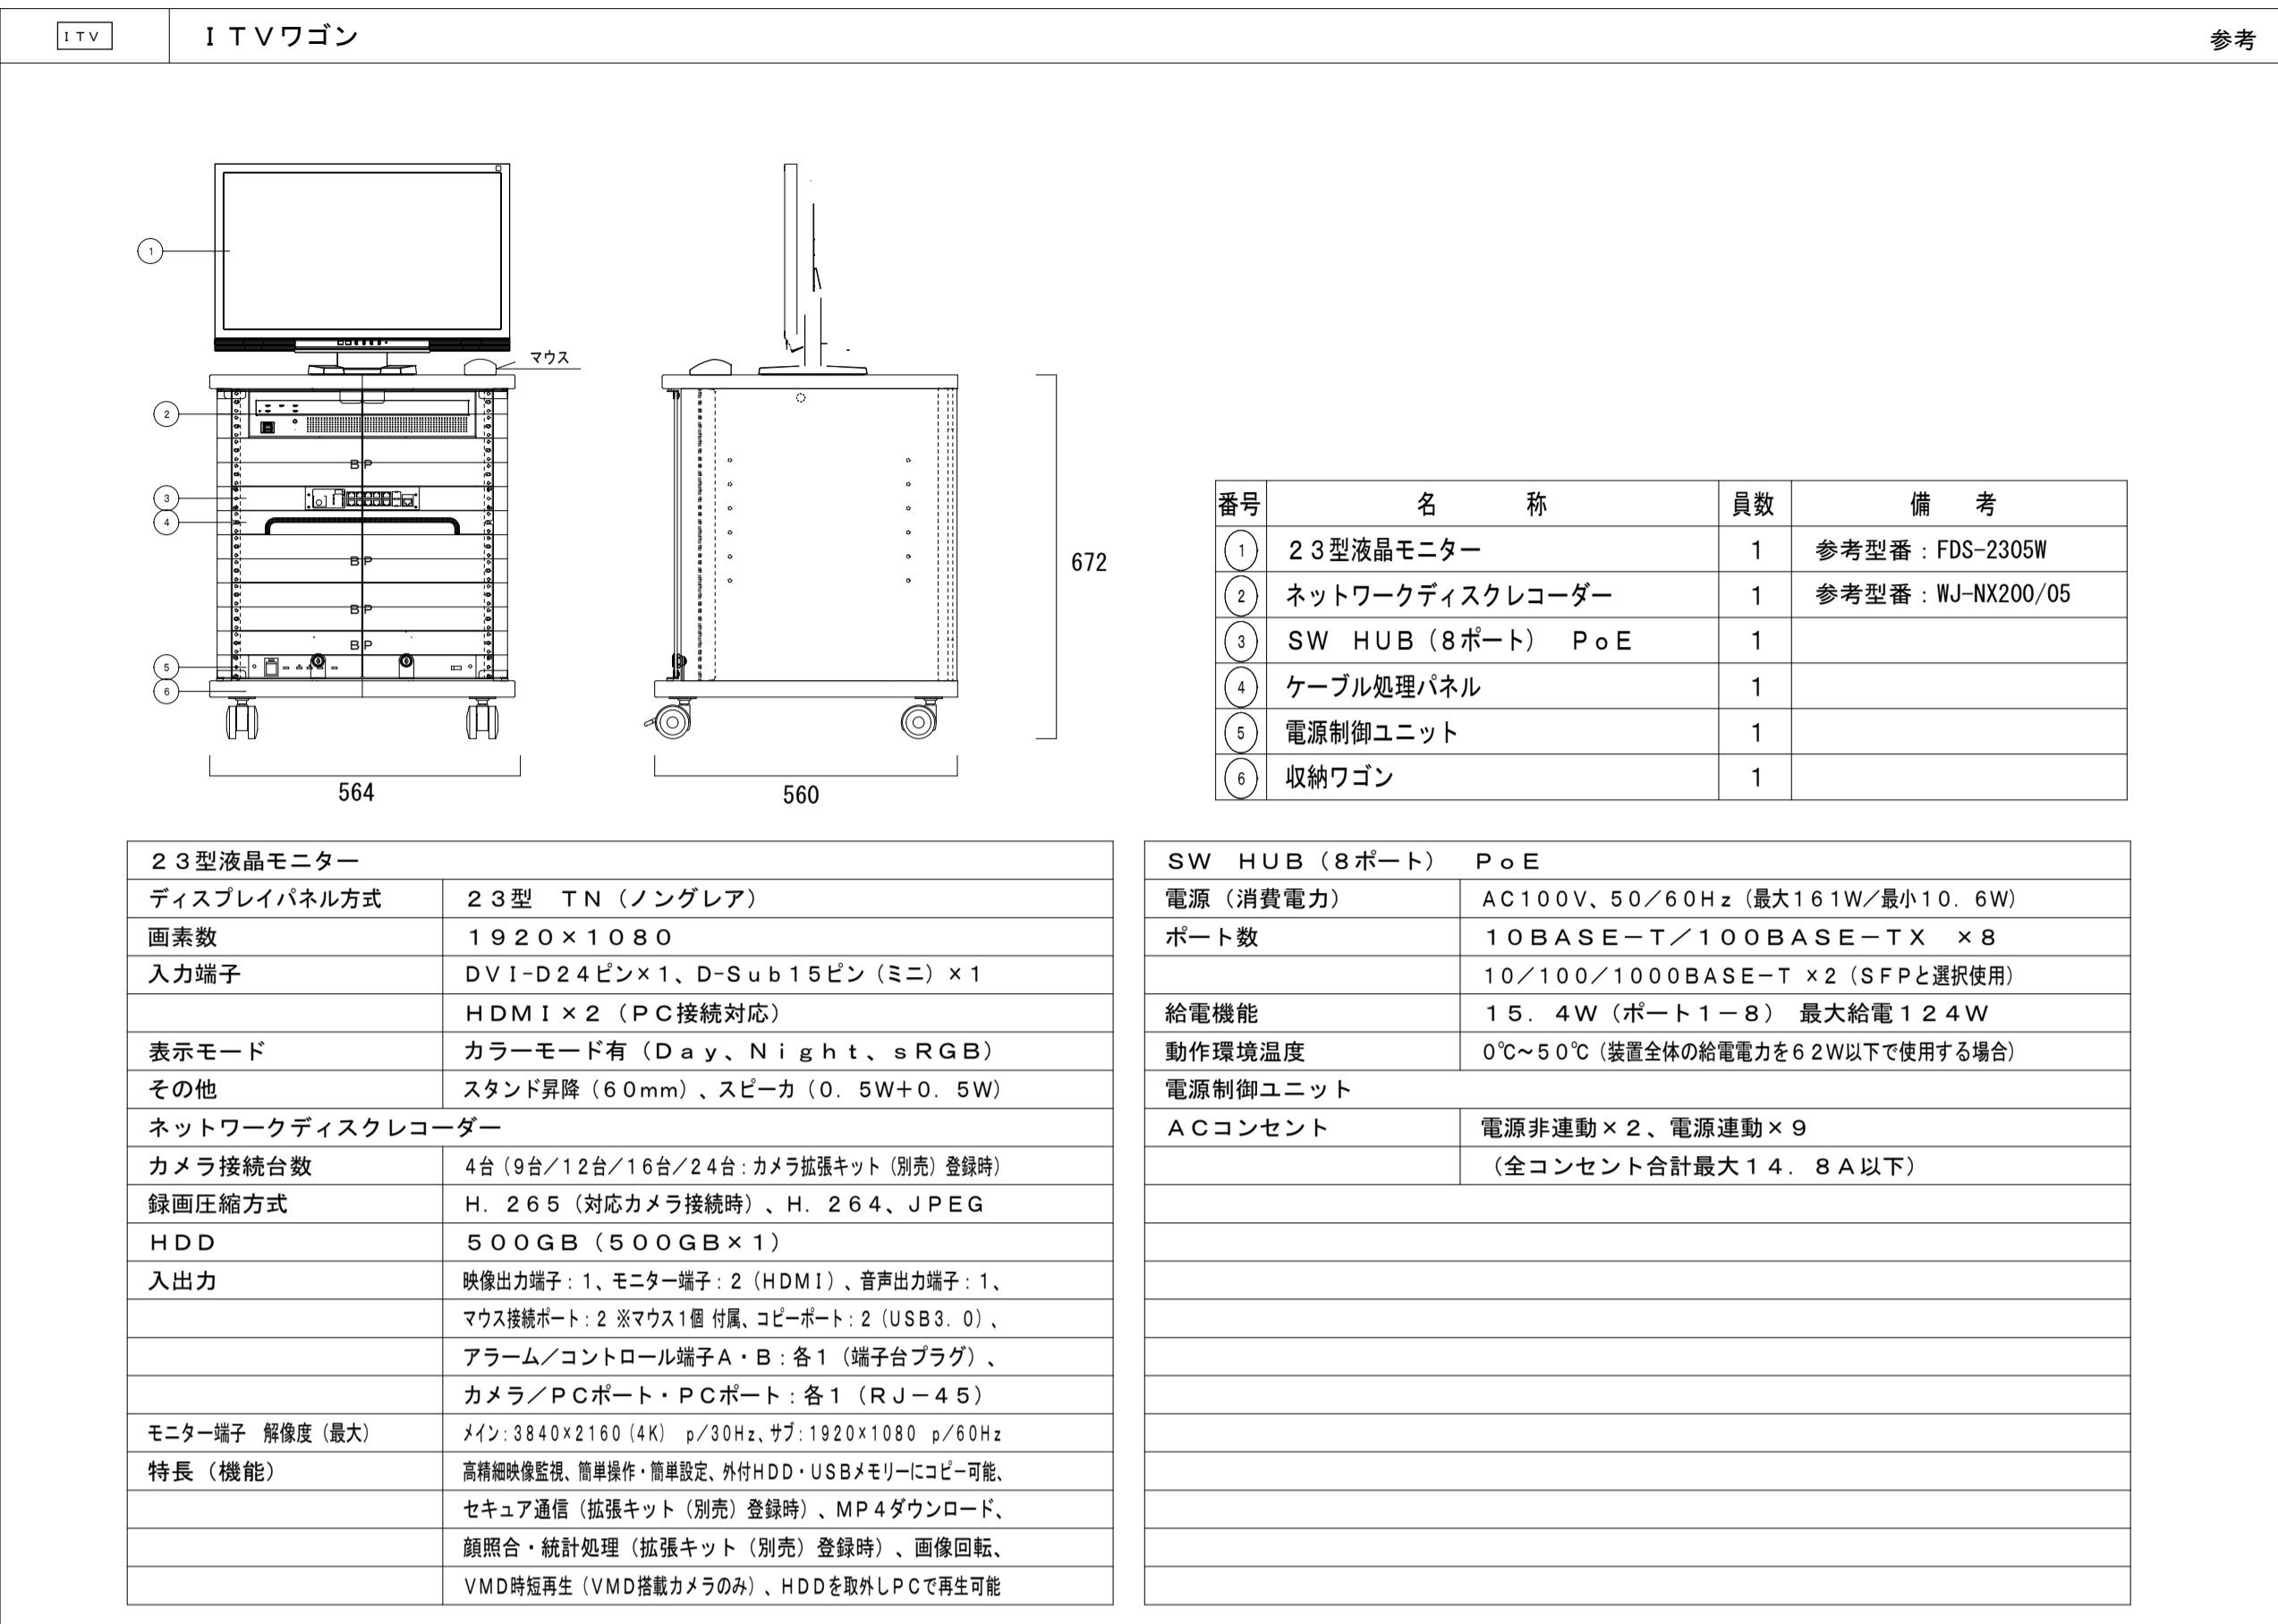 ITV
ITVワゴン
参考
1
マウス
2
BP
3
4
BP
BP
BP
5
6
564
560
672
番号 名称 員数 備考
1 23型液晶モニター 1 参考型番：FDS-2305W
2 ネットワークディスクレコーダー 1 参考型番：WJ-NX200/05
3 SW HUB（8ポート） PoE 1
4 ケーブル処理パネル 1
5 電源制御ユニット 1
6 収納ワゴン 1
23型液晶モニター
ディスプレイパネル方式 23型 TN（ノングレア）
画素数 1920×1080
入力端子 DVI-D24ピン×1、D-Sub15ピン（ミニ）×1
HDMI×2（PC接続対応）
表示モード カラーモード有（Day、Night、sRGB）
その他 スタンド昇降（60mm）、スピーカ（0．5W＋0．5W）
ネットワークディスクレコーダー
カメラ接続台数 4台（9台／12台／16台／24台：カメラ拡張キット（別売）登録時）
録画圧縮方式 H．265（対応カメラ接続時）、H．264、JPEG
HDD 500GB（500GB×1）
入出力 映像出力端子：1、モニター端子：2（HDMI）、音声出力端子：1、
マウス接続ポート：2 ※マウス1個 付属、コピーポート：2（USB3．0）、
アラーム／コントロール端子A・B：各1（端子台プラグ）、
カメラ／PCポート・PCポート：各1（RJ－45）
モニター端子 解像度（最大） メイン：3840×2160（4K） p／30Hz、サブ：1920×1080 p／60Hz
特長（機能） 高精細映像監視、簡単操作・簡単設定、外付HDD・USBメモリーにコピー可能、
セキュア通信（拡張キット（別売）登録時）、MP4ダウンロード、
顔照合・統計処理（拡張キット（別売）登録時）、画像回転、
VMD時短再生（VMD搭載カメラのみ）、HDDを取外しPCで再生可能
SW HUB（8ポート） PoE
電源（消費電力） AC100V、50／60Hz（最大161W／最小10．6W）
ポート数 10BASE－T／100BASE－TX ×8
10／100／1000BASE－T ×2（SFPと選択使用）
給電機能 15．4W（ポート1－8） 最大給電124W
動作環境温度 0℃～50℃（装置全体の給電電力を62W以下で使用する場合）
電源制御ユニット
ACコンセント 電源非連動×2、電源連動×9
（全コンセント合計最大14．8A以下）